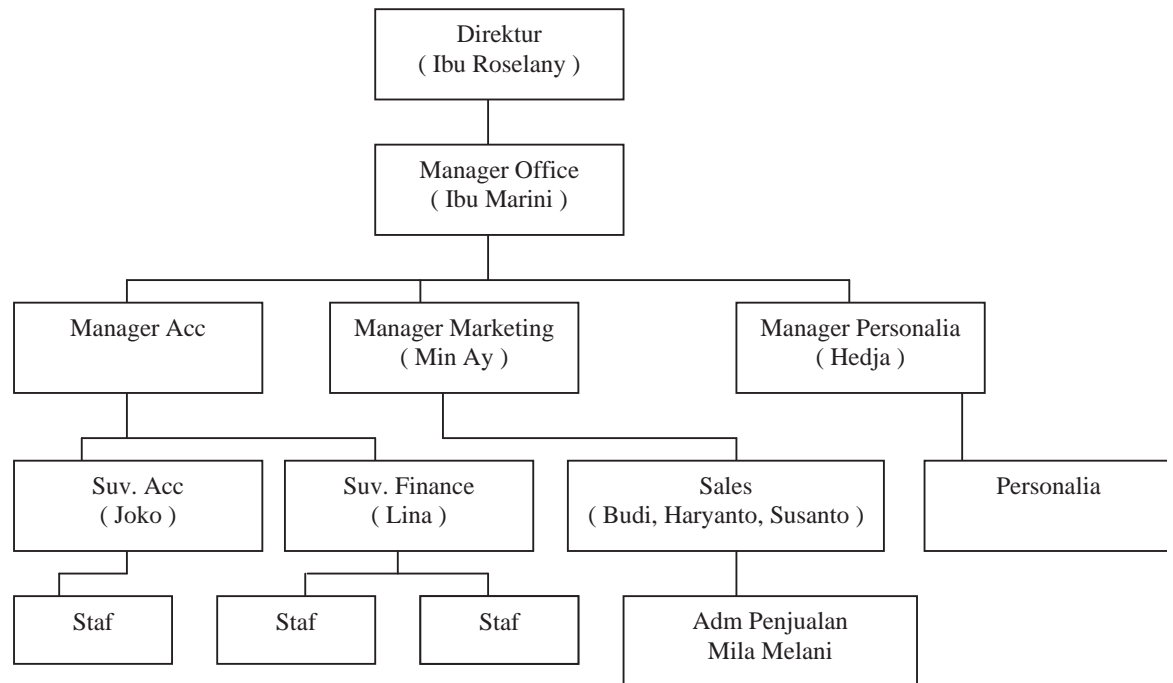 Direktur
( Ibu Roselany )
Manager Office
( Ibu Marini )
Manager Acc
Manager Marketing
( Min Ay )
Manager Personalia
( Hedja )
Suv. Acc
( Joko )
Suv. Finance
( Lina )
Sales
( Budi, Haryanto, Susanto )
Personalia
Staf
Staf
Staf
Adm Penjualan
Mila Melani